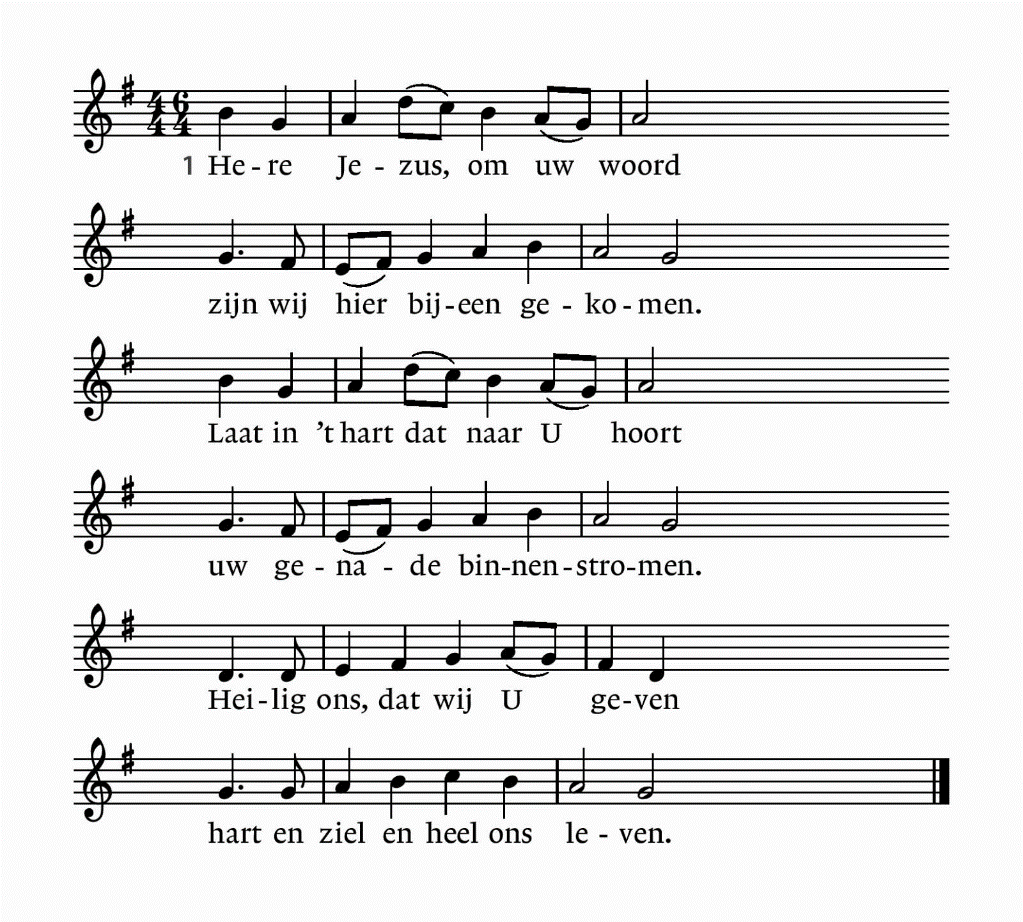 1 He - re Je - zus, om uw woord
zijn wij hier bij - een ge - ko - men.
Laat in ’t hart dat naar U hoort
uw ge - na - de bin - nen - stro - men.
Hei - lig ons, dat wij U ge - ven
hart en ziel en heel ons le - ven.